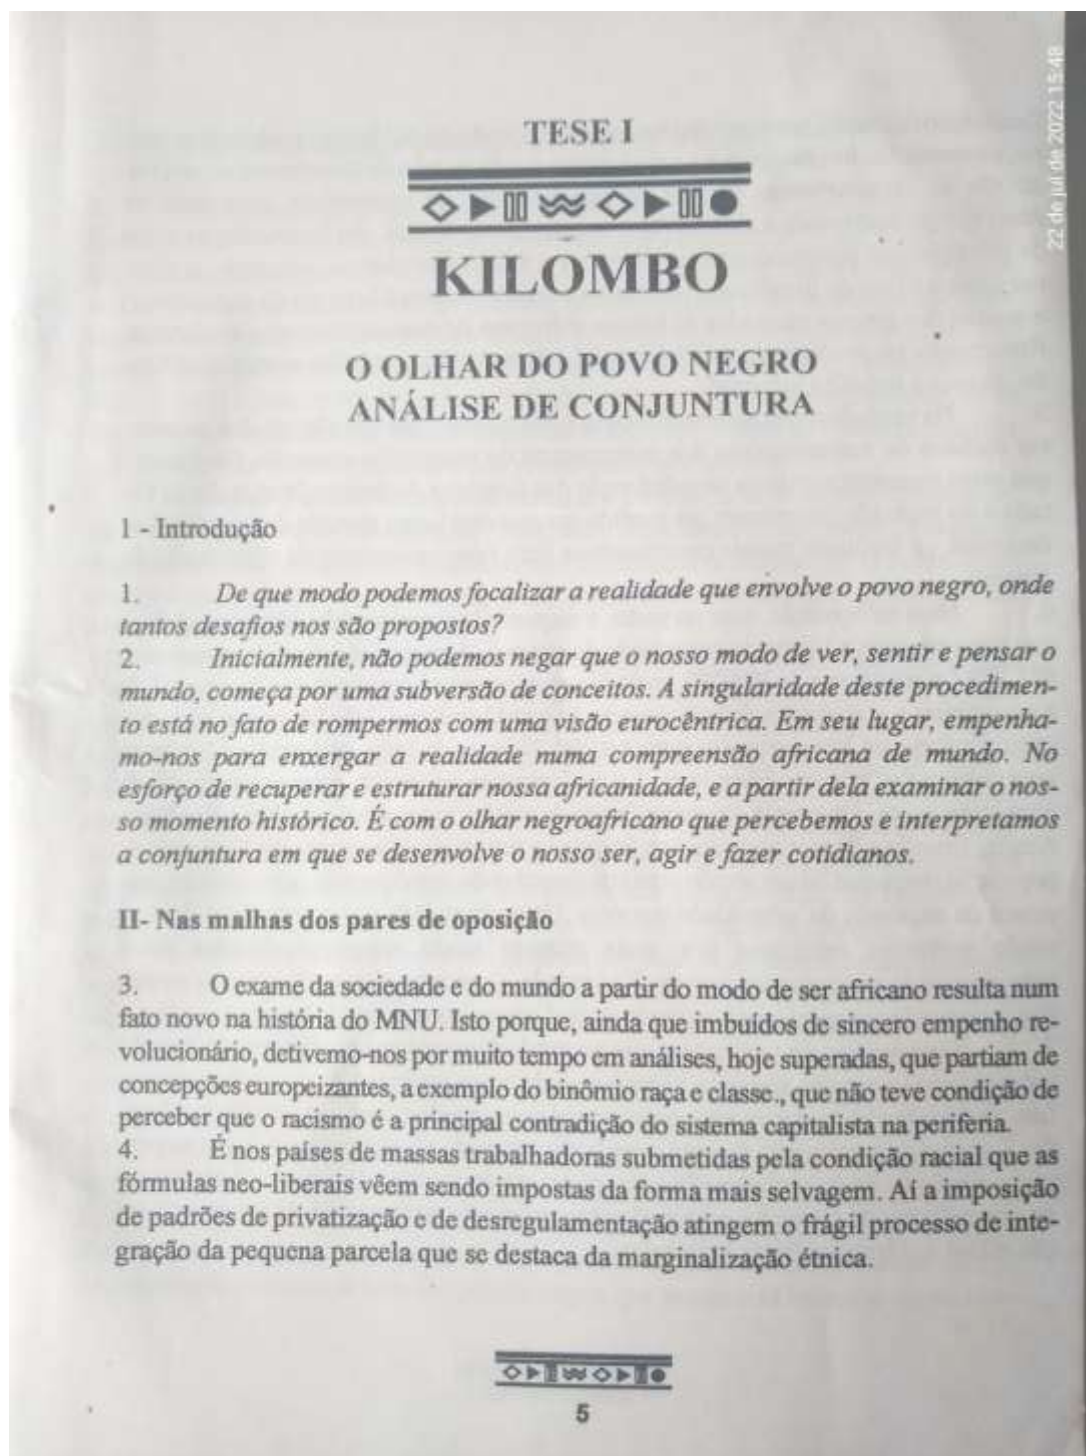 22 de jul de 2022 15:48
TESE I
KILOMBO
O OLHAR DO POVO NEGRO
ANÁLISE DE CONJUNTURA
1 - Introdução
1. De que modo podemos focalizar a realidade que envolve o povo negro, onde
tantos desafios nos são propostos?
2. Inicialmente, não podemos negar que o nosso modo de ver, sentir e pensar o
mundo, começa por uma subversão de conceitos. A singularidade deste procedimen-
to está no fato de rompermos com uma visão eurocêntrica. Em seu lugar, empenha-
mo-nos para enxergar a realidade numa compreensão africana de mundo. No
esforço de recuperar e estruturar nossa africanidade, e a partir dela examinar o nos-
so momento histórico. É com o olhar negroafricano que percebemos e interpretamos
a conjuntura em que se desenvolve o nosso ser, agir e fazer cotidianos.
II- Nas malhas dos pares de oposição
3. O exame da sociedade e do mundo a partir do modo de ser africano resulta num
fato novo na história do MNU. Isto porque, ainda que imbuídos de sincero empenho re-
volucionário, detivemo-nos por muito tempo em análises, hoje superadas, que partiam de
concepções europeizantes, a exemplo do binômio raça e classe., que não teve condição de
perceber que o racismo é a principal contradição do sistema capitalista na periferia.
4. É nos países de massas trabalhadoras submetidas pela condição racial que as
fórmulas neo-liberais vêem sendo impostas da forma mais selvagem. Aí a imposição
de padrões de privatização e de desregulamentação atingem o frágil processo de inte-
gração da pequena parcela que se destaca da marginalização étnica.
5